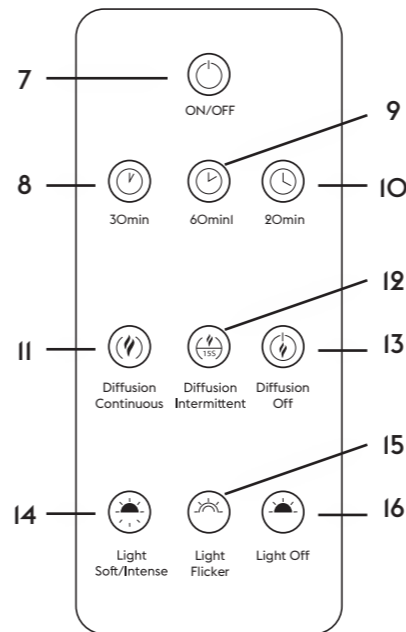 7
ON/OFF
9
8
10
30min
60minl
20min
12
11
13
155
Diffusion Continuous
Diffusion Intermittent
Diffusion Off
15
14
16
Light Soft/Intense
Light Flicker
Light Off